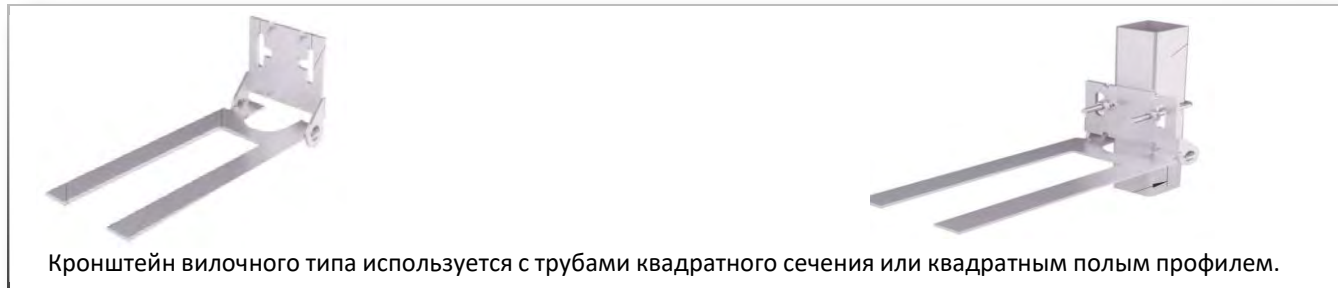 Кронштейн вилочного типа используется с трубами квадратного сечения или квадратным полым профилем.